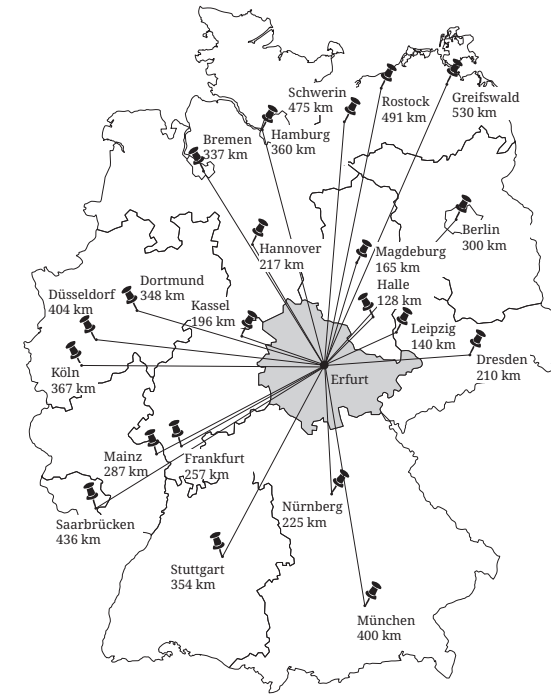 Schwerin
475 km
Rostock
491 km
Greifswald
530 km
Hamburg
360 km
Bremen
337 km
Berlin
300 km
Hannover
217 km
Magdeburg
165 km
Halle
128 km
Dortmund
348 km
Düsseldorf
404 km
Kassel
196 km
Leipzig
140 km
Dresden
210 km
Köln
367 km
Erfurt
Mainz
287 km
Frankfurt
257 km
Nürnberg
225 km
Saarbrücken
436 km
Stuttgart
354 km
München
400 km